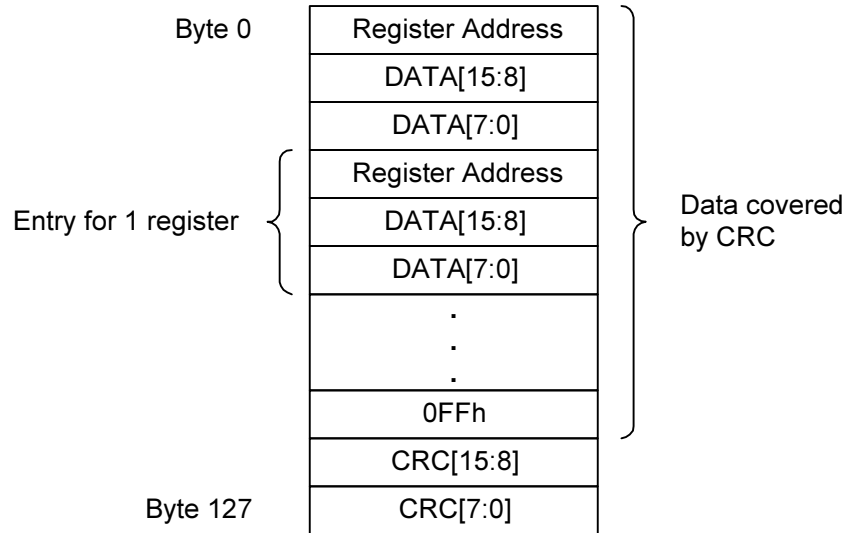 Byte 0
Register Address
DATA[15:8]
DATA[7:0]
Register Address
Entry for 1 register
DATA[15:8]
DATA[7:0]
Data covered
by CRC
.
.
.
0FFh
CRC[15:8]
Byte 127
CRC[7:0]